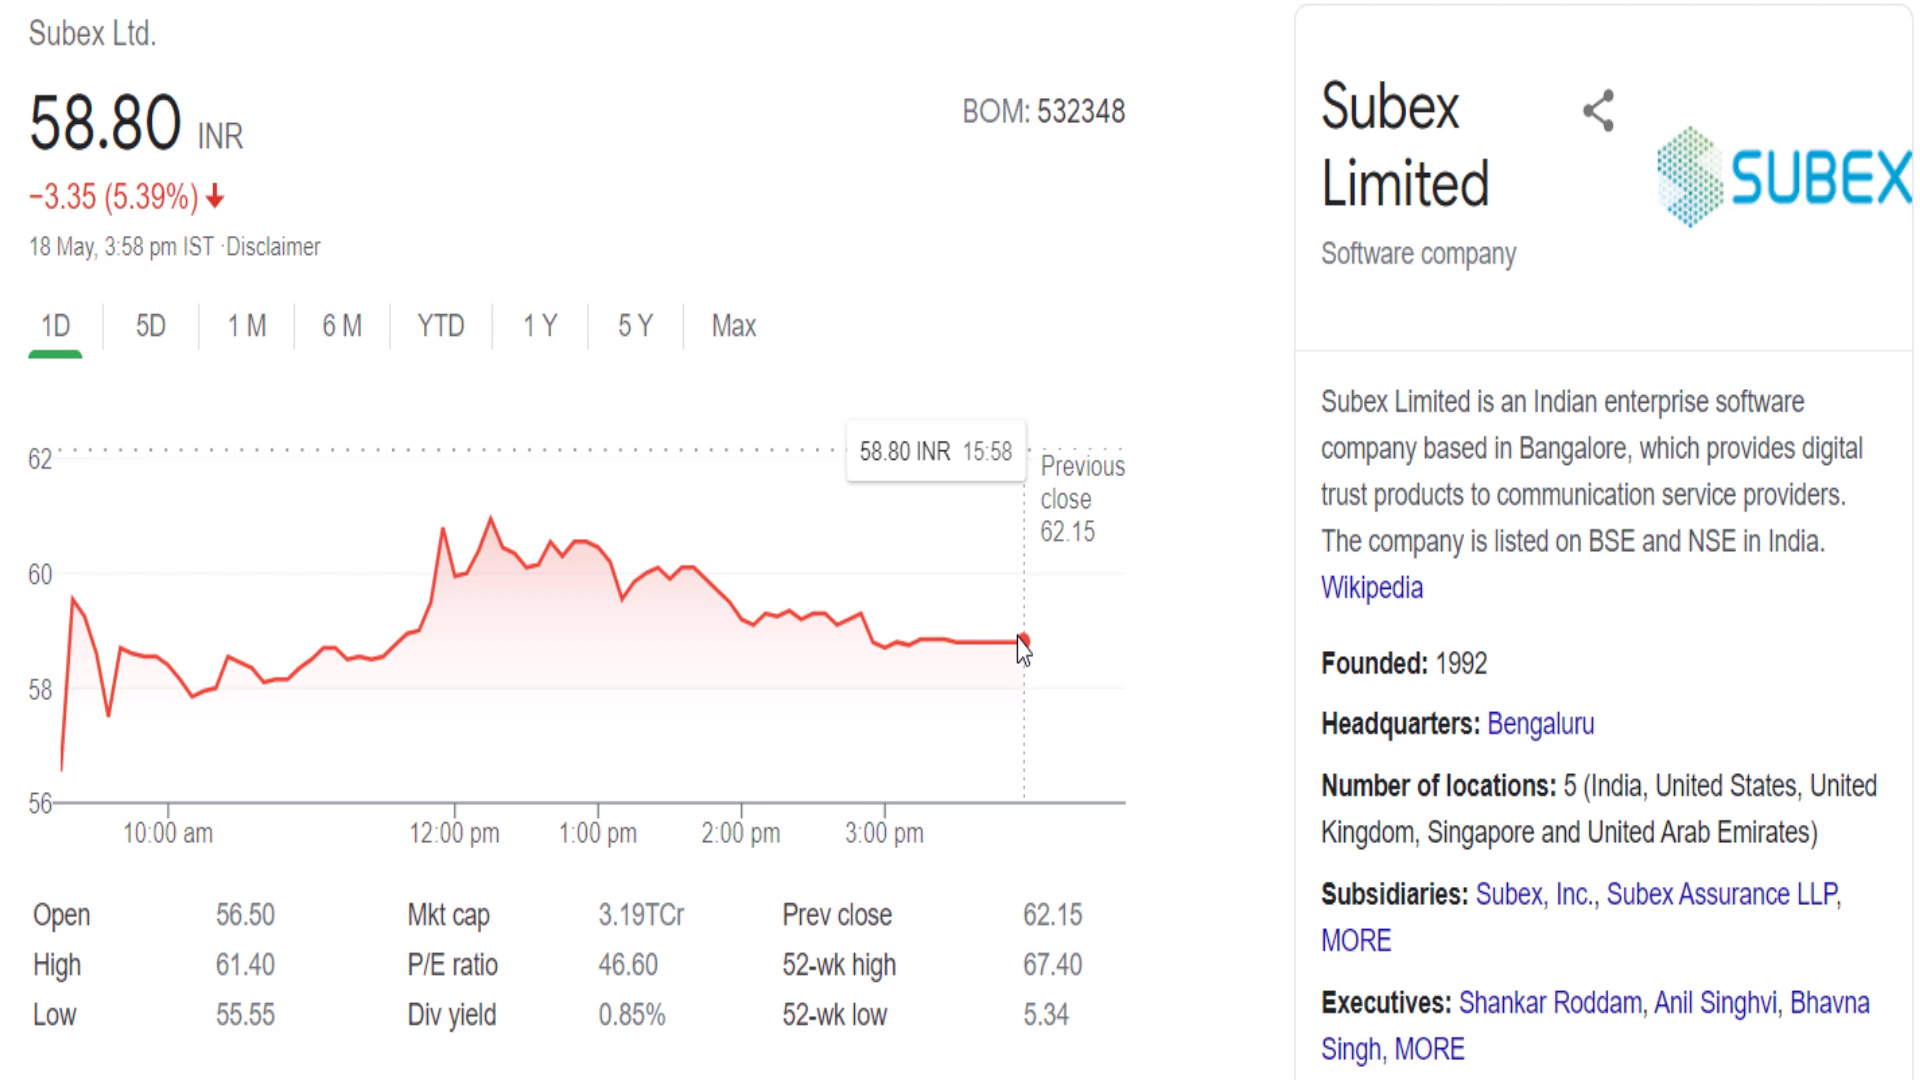 Subex Ltd.
58.80 INR
BOM: 532348
−3.35 (5.39%)
18 May, 3:58 pm IST ·Disclaimer
1D 5D 1 M 6 M YTD 1 Y 5 Y Max
58.80 INR 15:58
Previous
close
62.15
62
60
58
56
10:00 am 12:00 pm 1:00 pm 2:00 pm 3:00 pm
Open 56.50 Mkt cap 3.19TCr Prev close 62.15
High 61.40 P/E ratio 46.60 52-wk high 67.40
Low 55.55 Div yield 0.85% 52-wk low 5.34
Subex
Limited
SUBEX
Software company
Subex Limited is an Indian enterprise software
company based in Bangalore, which provides digital
trust products to communication service providers.
The company is listed on BSE and NSE in India.
Wikipedia
Founded: 1992
Headquarters: Bengaluru
Number of locations: 5 (India, United States, United
Kingdom, Singapore and United Arab Emirates)
Subsidiaries: Subex, Inc., Subex Assurance LLP,
MORE
Executives: Shankar Roddam, Anil Singhvi, Bhavna
Singh, MORE